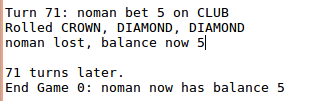 Turn 71: noman bet 5 on CLUB
Rolled CROWN, DIAMOND, DIAMOND
noman lost, balance now 5
71 turns later.
End Game 0: noman now has balance 5